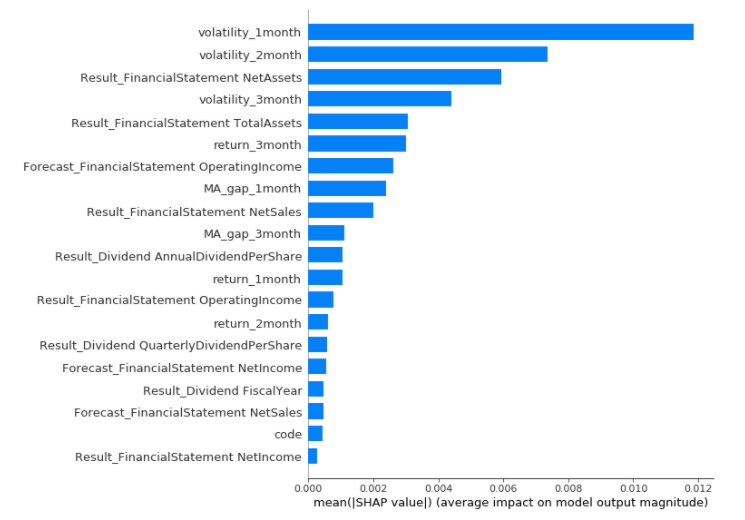 volatility_1month
volatility_2month
Result_FinancialStatement NetAssets
volatility_3month
Result_FinancialStatement TotalAssets
return_3month
Forecast_FinancialStatement OperatingIncome
MA_gap_1month
Result_FinancialStatement NetSales
MA_gap_3month
Result_Dividend AnnualDividendPerShare
return_1month
Result_FinancialStatement OperatingIncome
return_2month
Result_Dividend QuarterlyDividendPerShare
Forecast_FinancialStatement NetIncome
Result_Dividend FiscalYear
Forecast_FinancialStatement NetSales
code
Result_FinancialStatement NetIncome
0.000 0.002 0.004 0.006 0.008 0.010 0.012
mean(|SHAP value|) (average impact on model output magnitude)